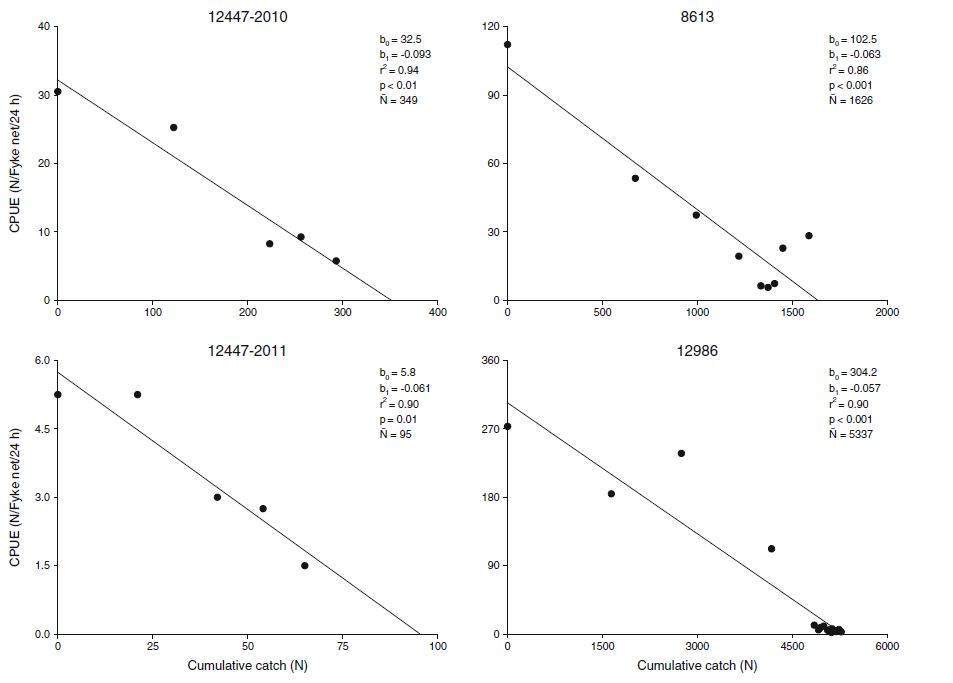 12447-2010
40
30
20
10
0
0 100 200 300 400
CPUE (N/Fyke net/24 h)
b0 = 32.5
b1 = -0.093
r2 = 0.94
p < 0.01
N̄ = 349
8613
120
90
60
30
0
0 500 1000 1500 2000
b0 = 102.5
b1 = -0.063
r2 = 0.86
p < 0.001
N̄ = 1626
12447-2011
6.0
4.5
3.0
1.5
0.0
0 25 50 75 100
CPUE (N/Fyke net/24 h)
Cumulative catch (N)
b0 = 5.8
b1 = -0.061
r2 = 0.90
p = 0.01
N̄ = 95
12986
360
270
180
90
0
0 1500 3000 4500 6000
Cumulative catch (N)
b0 = 304.2
b1 = -0.057
r2 = 0.90
p < 0.001
N̄ = 5337